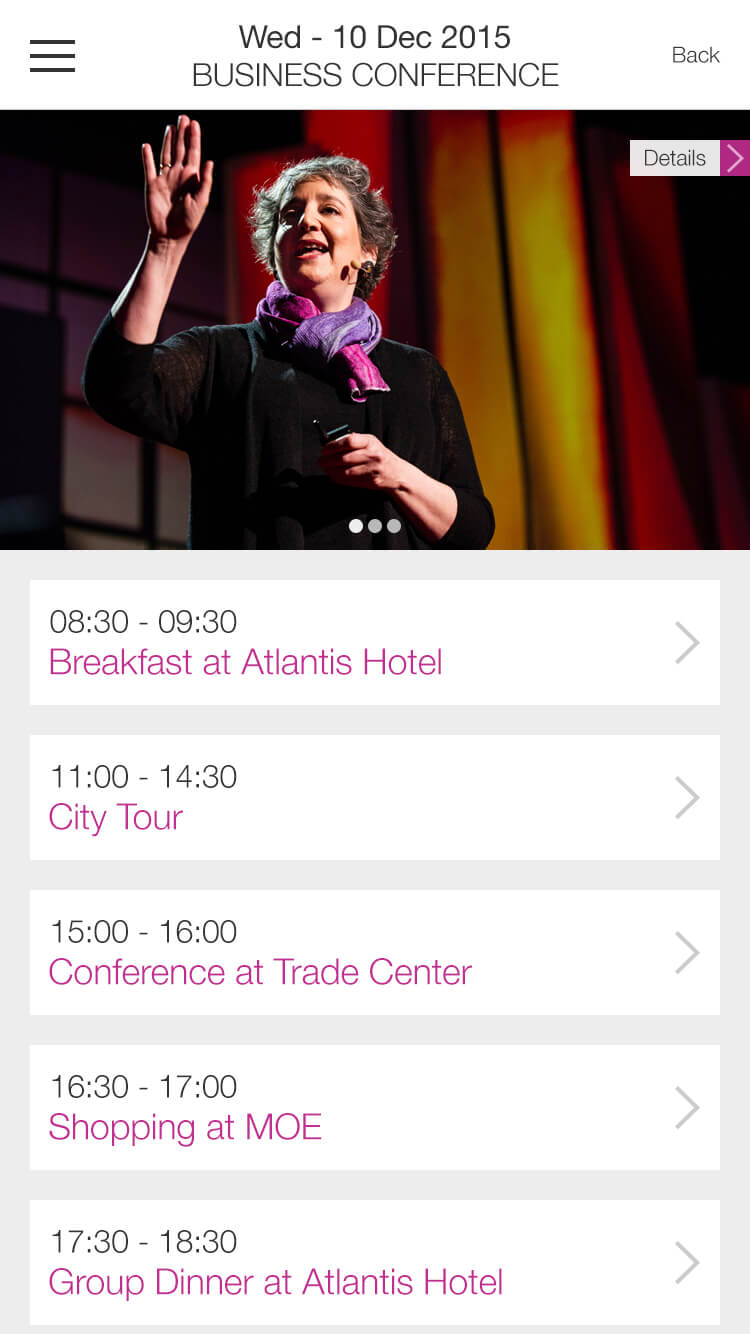 Wed - 10 Dec 2015
BUSINESS CONFERENCE
Back
Details
08:30 - 09:30
Breakfast at Atlantis Hotel
11:00 - 14:30
City Tour
15:00 - 16:00
Conference at Trade Center
16:30 - 17:00
Shopping at MOE
17:30 - 18:30
Group Dinner at Atlantis Hotel